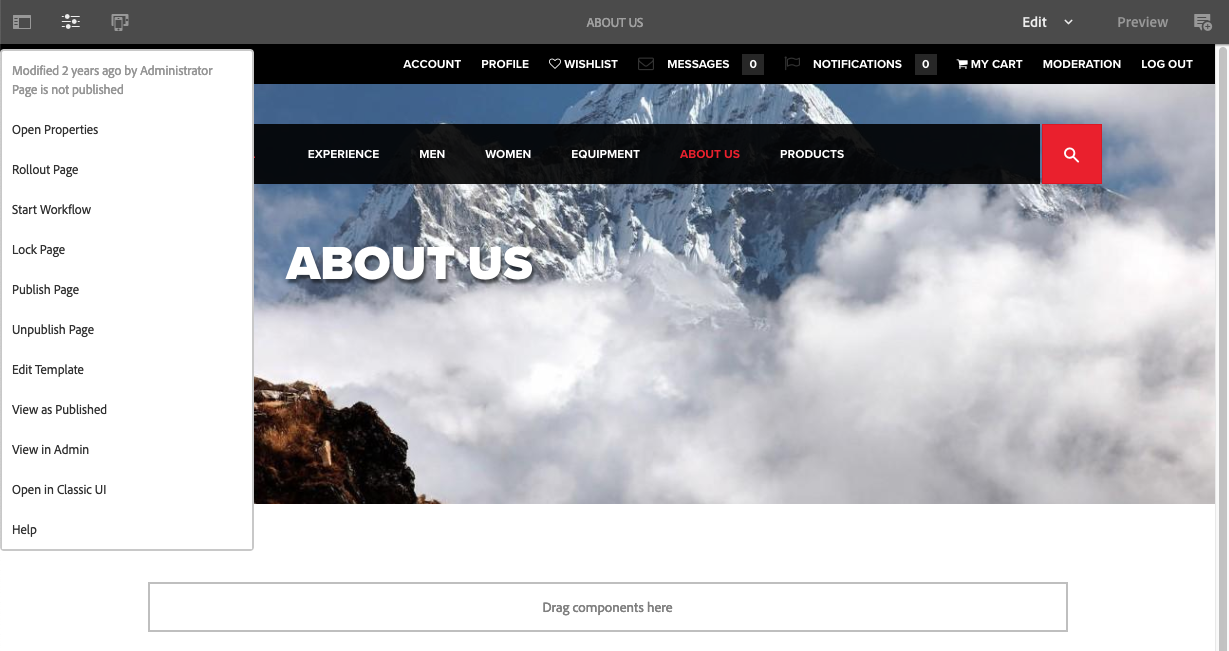 ABOUT US
Edit
Preview
Modified 2 years ago by Administrator
Page is not published
Open Properties
Rollout Page
Start Workflow
Lock Page
Publish Page
Unpublish Page
Edit Template
View as Published
View in Admin
Open in Classic UI
Help
ACCOUNT PROFILE WISHLIST MESSAGES 0 NOTIFICATIONS 0 MY CART MODERATION LOG OUT
EXPERIENCE MEN WOMEN EQUIPMENT ABOUT US PRODUCTS
ABOUT US
Drag components here